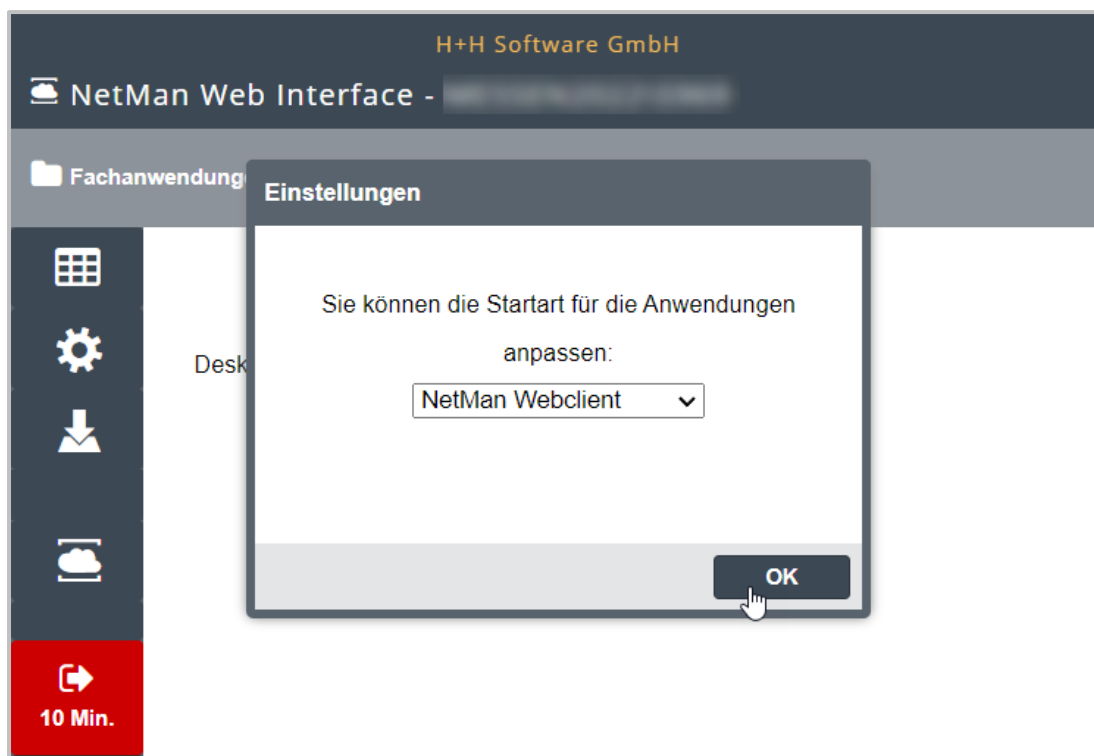 H+H Software GmbH
NetMan Web Interface -
Fachanwendung
Einstellungen
Sie können die Startart für die Anwendungen
anpassen:
NetMan Webclient
Desk
OK
10 Min.